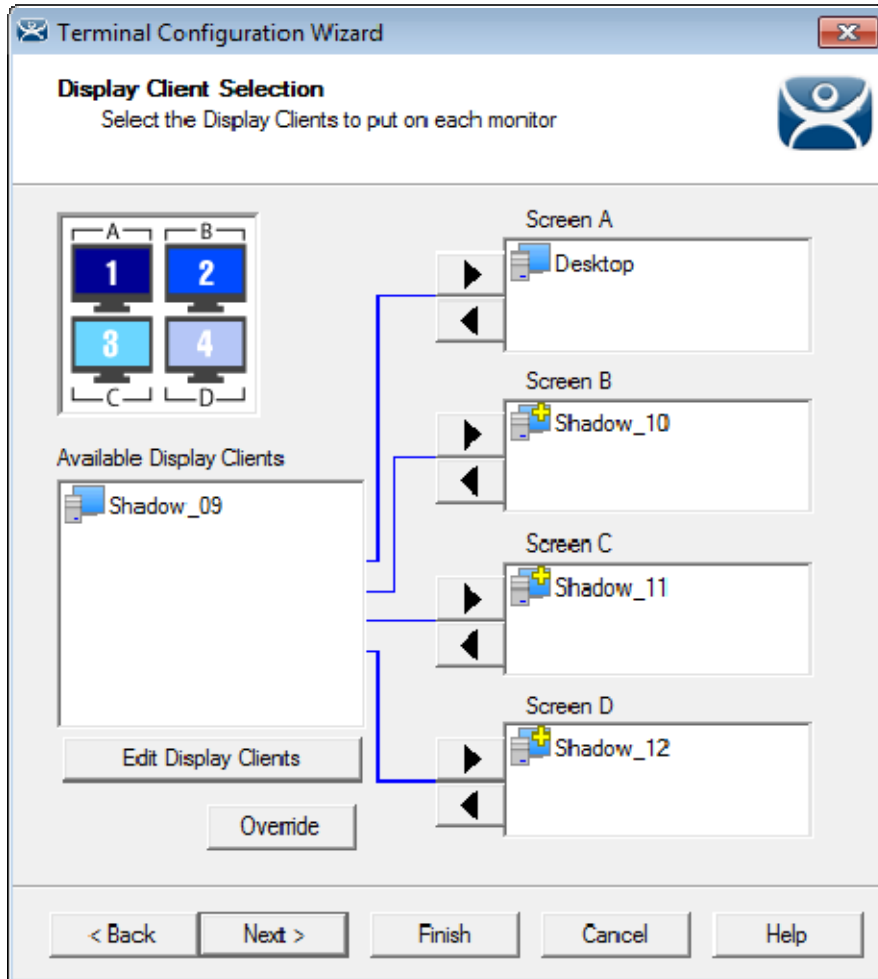 Terminal Configuration Wizard
Display Client Selection
Select the Display Clients to put on each monitor
A B
1 2
3 4
C D
Available Display Clients
Shadow_09
Edit Display Clients
Override
Screen A
Desktop
Screen B
Shadow_10
Screen C
Shadow_11
Screen D
Shadow_12
< Back Next > Finish Cancel Help